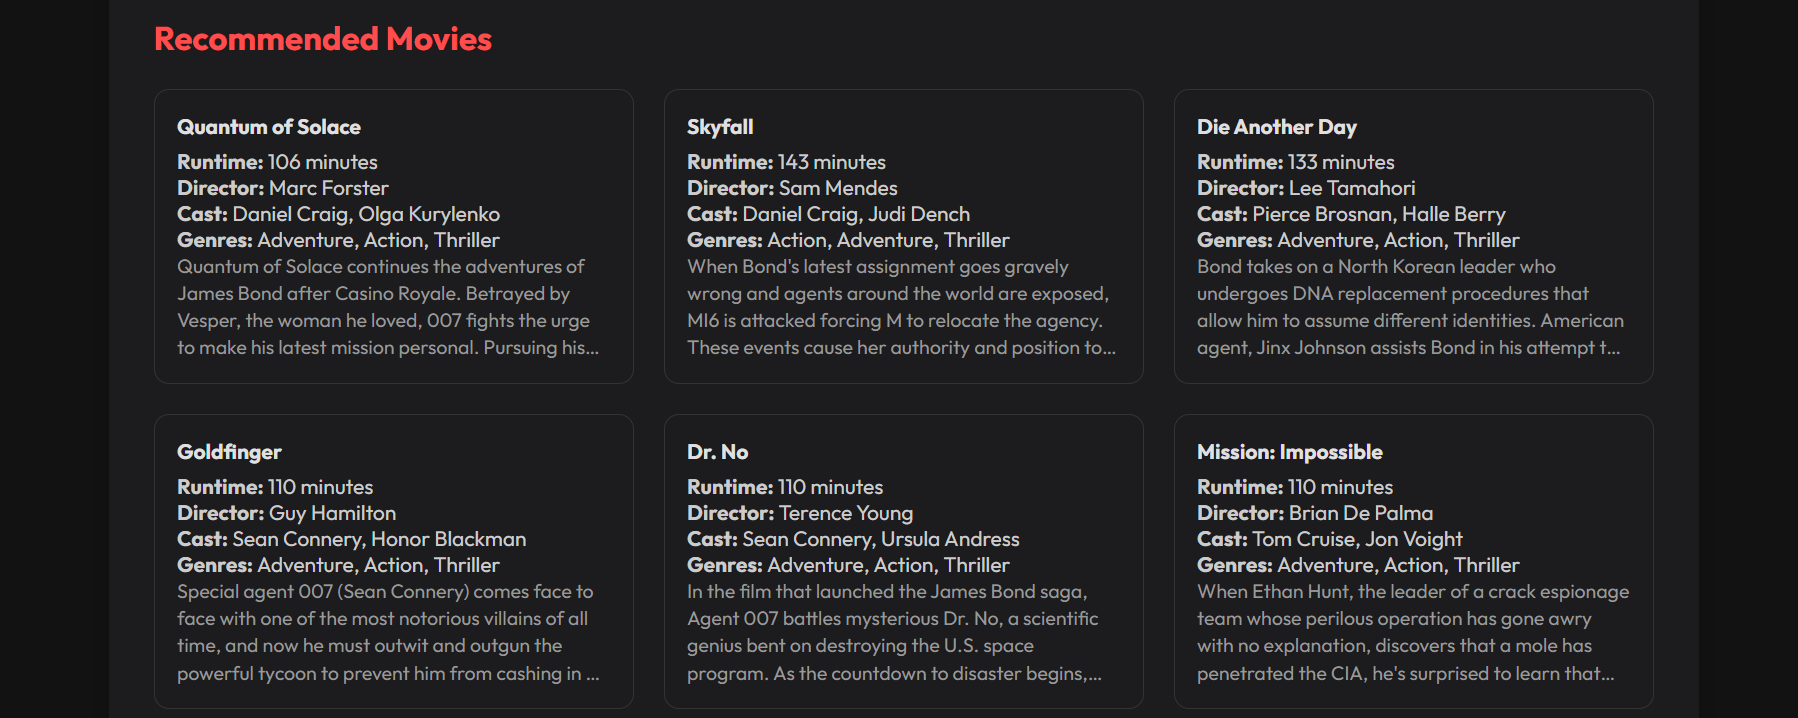 Recommended Movies
Quantum of Solace
Runtime: 106 minutes
Director: Marc Forster
Cast: Daniel Craig, Olga Kurylenko
Genres: Adventure, Action, Thriller
Quantum of Solace continues the adventures of
James Bond after Casino Royale. Betrayed by
Vesper, the woman he loved, 007 fights the urge
to make his latest mission personal. Pursuing his...
Skyfall
Runtime: 143 minutes
Director: Sam Mendes
Cast: Daniel Craig, Judi Dench
Genres: Action, Adventure, Thriller
When Bond's latest assignment goes gravely
wrong and agents around the world are exposed,
MI6 is attacked forcing M to relocate the agency.
These events cause her authority and position to...
Die Another Day
Runtime: 133 minutes
Director: Lee Tamahori
Cast: Pierce Brosnan, Halle Berry
Genres: Adventure, Action, Thriller
Bond takes on a North Korean leader who
undergoes DNA replacement procedures that
allow him to assume different identities. American
agent, Jinx Johnson assists Bond in his attempt t...
Goldfinger
Runtime: 110 minutes
Director: Guy Hamilton
Cast: Sean Connery, Honor Blackman
Genres: Adventure, Action, Thriller
Special agent 007 (Sean Connery) comes face to
face with one of the most notorious villains of all
time, and now he must outwit and outgun the
powerful tycoon to prevent him from cashing in ...
Dr. No
Runtime: 110 minutes
Director: Terence Young
Cast: Sean Connery, Ursula Andress
Genres: Adventure, Action, Thriller
In the film that launched the James Bond saga,
Agent 007 battles mysterious Dr. No, a scientific
genius bent on destroying the U.S. space
program. As the countdown to disaster begins,...
Mission: Impossible
Runtime: 110 minutes
Director: Brian De Palma
Cast: Tom Cruise, Jon Voight
Genres: Adventure, Action, Thriller
When Ethan Hunt, the leader of a crack espionage
team whose perilous operation has gone awry
with no explanation, discovers that a mole has
penetrated the CIA, he's surprised to learn that...